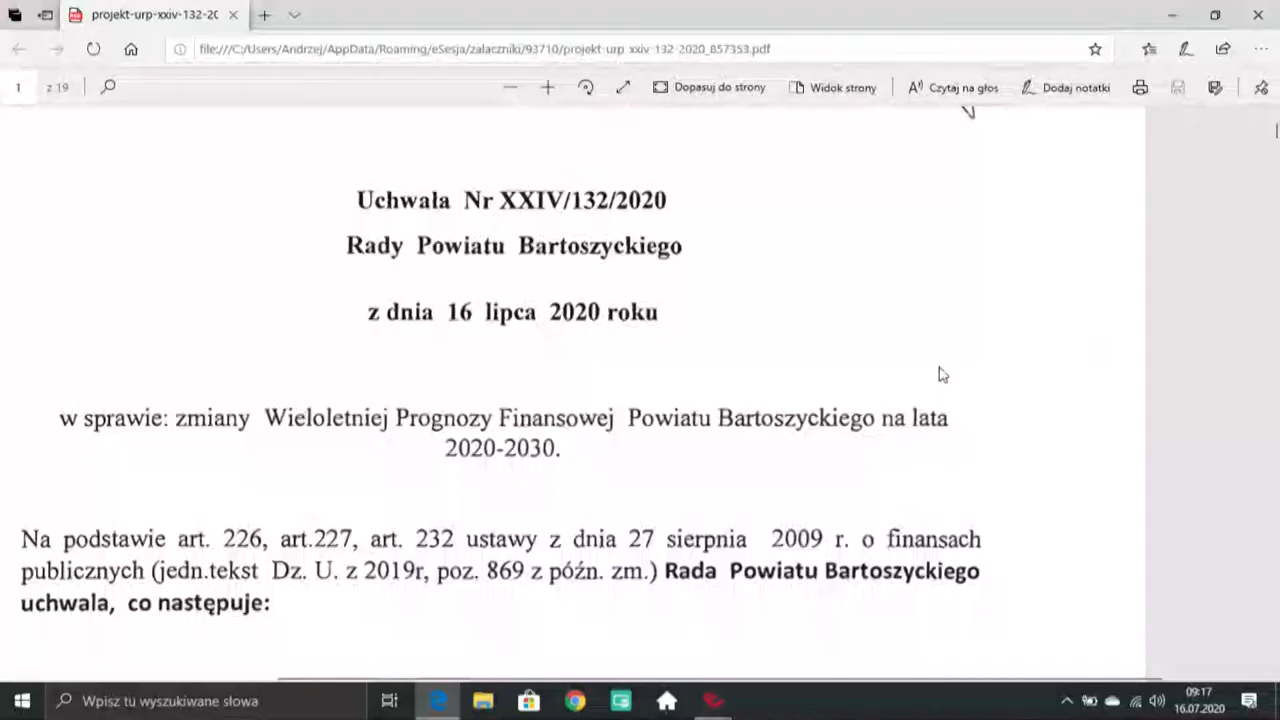 projekt-urp-xxiv-132-20
file:///C:/Users/Andrzej/AppData/Roaming/eSesja/zalaczniki/93710/projekt-urp_xxiv-132-2020_857353.pdf
1 z 19 Dopasuj do strony Widok strony Czytaj na głos Dodaj notatki
Uchwała Nr XXIV/132/2020
Rady Powiatu Bartoszyckiego
z dnia 16 lipca 2020 roku
w sprawie: zmiany Wieloletniej Prognozy Finansowej Powiatu Bartoszyckiego na lata
2020-2030.
Na podstawie art. 226, art.227, art. 232 ustawy z dnia 27 sierpnia 2009 r. o finansach
publicznych (jedn.tekst Dz. U. z 2019r, poz. 869 z późn. zm.) Rada Powiatu Bartoszyckiego
uchwala, co następuje:
Wpisz tu wyszukiwane słowa
09:17
16.07.2020